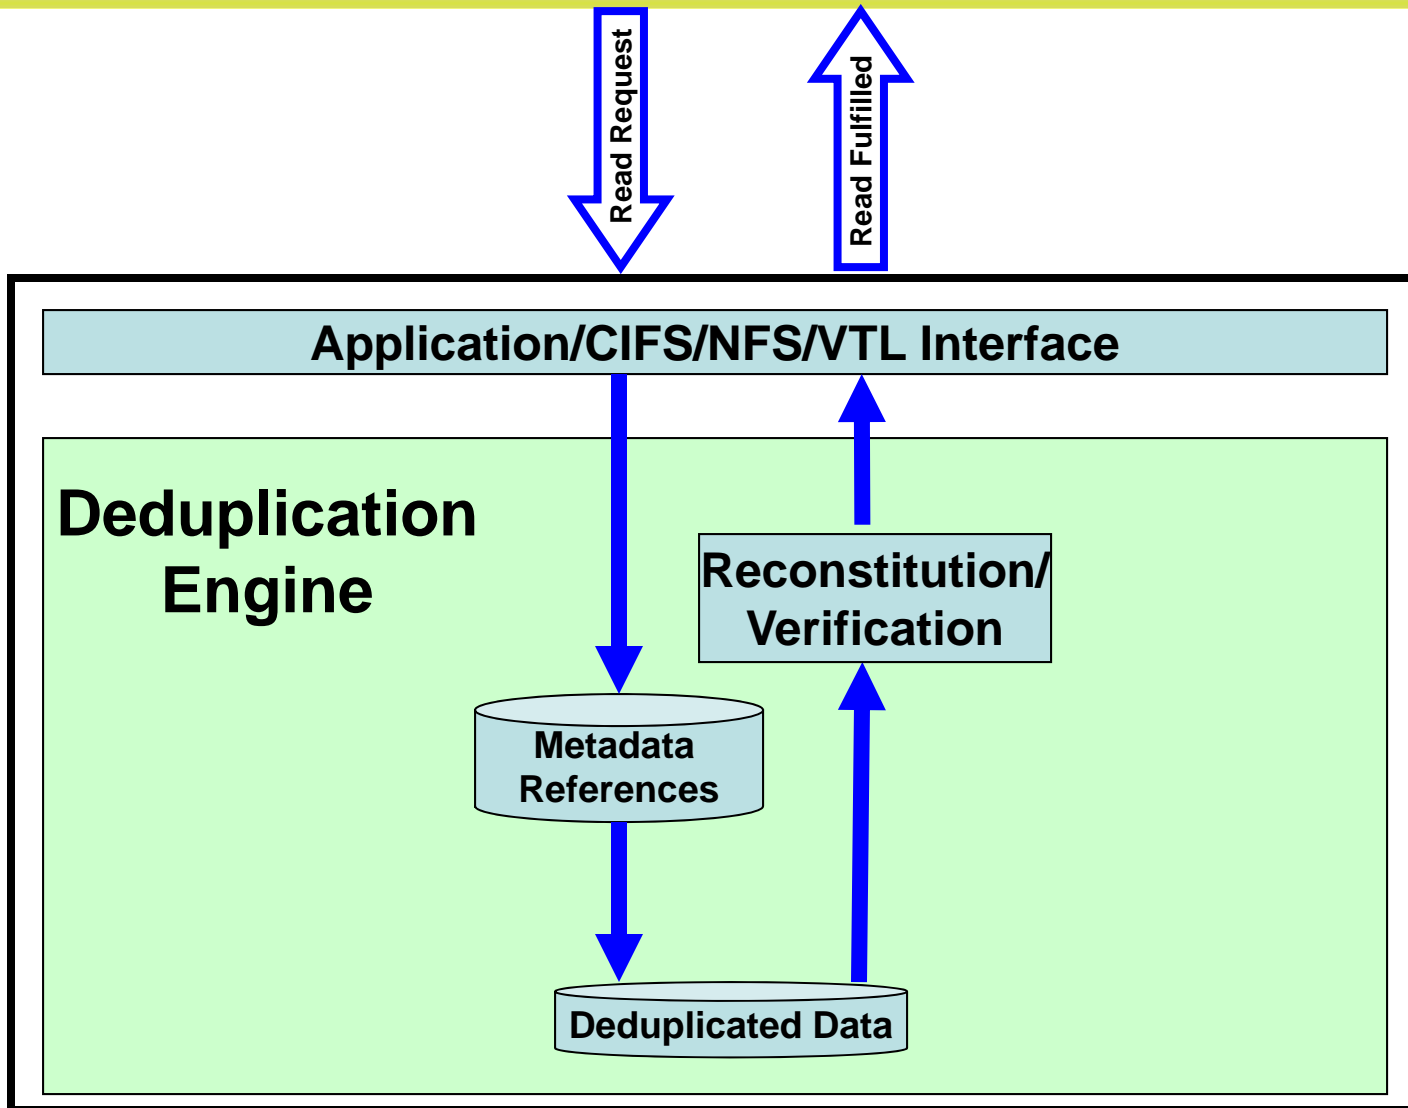 Read Request
Read Fulfilled
Application/CIFS/NFS/VTL Interface
Deduplication
Engine
Reconstitution/
Verification
Metadata
References
Deduplicated Data